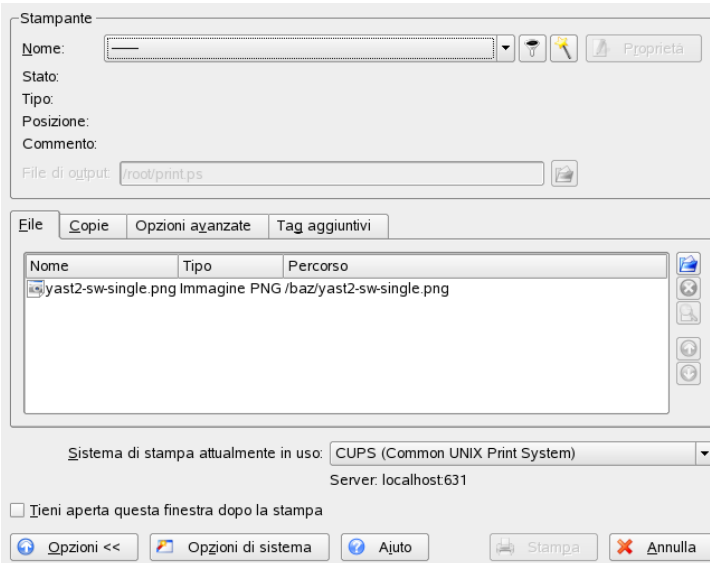 Stampante
Nome:
Proprietà
Stato:
Tipo:
Posizione:
Commento:
File di output: /root/print.ps
File Copie Opzioni avanzate Tag aggiuntivi
Nome Tipo Percorso
yast2-sw-single.png Immagine PNG /baz/yast2-sw-single.png
Sistema di stampa attualmente in uso: CUPS (Common UNIX Print System)
Server: localhost:631
Tieni aperta questa finestra dopo la stampa
Opzioni << Opzioni di sistema Aiuto Stampa Annulla